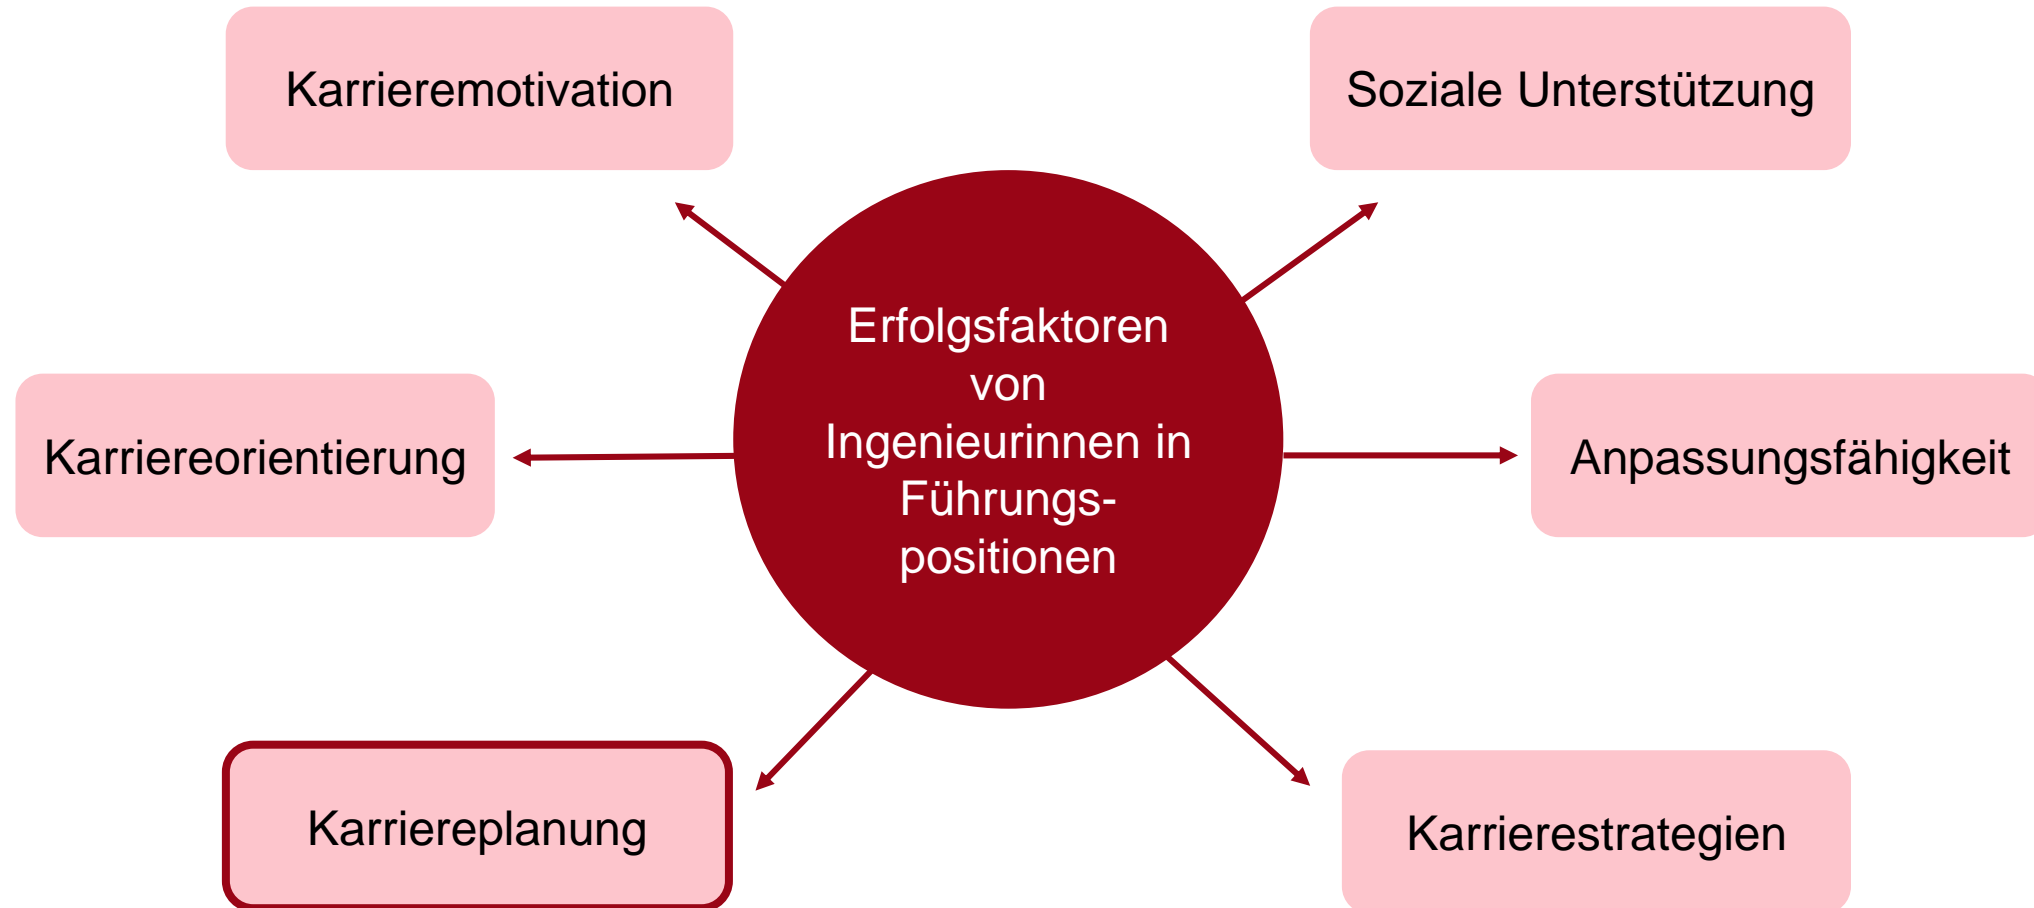 Karrieremotivation
Soziale Unterstützung
Erfolgsfaktoren
von
Ingenieurinnen in
Führungs-
positionen
Karriereorientierung
Anpassungsfähigkeit
Karriereplanung
Karrierestrategien